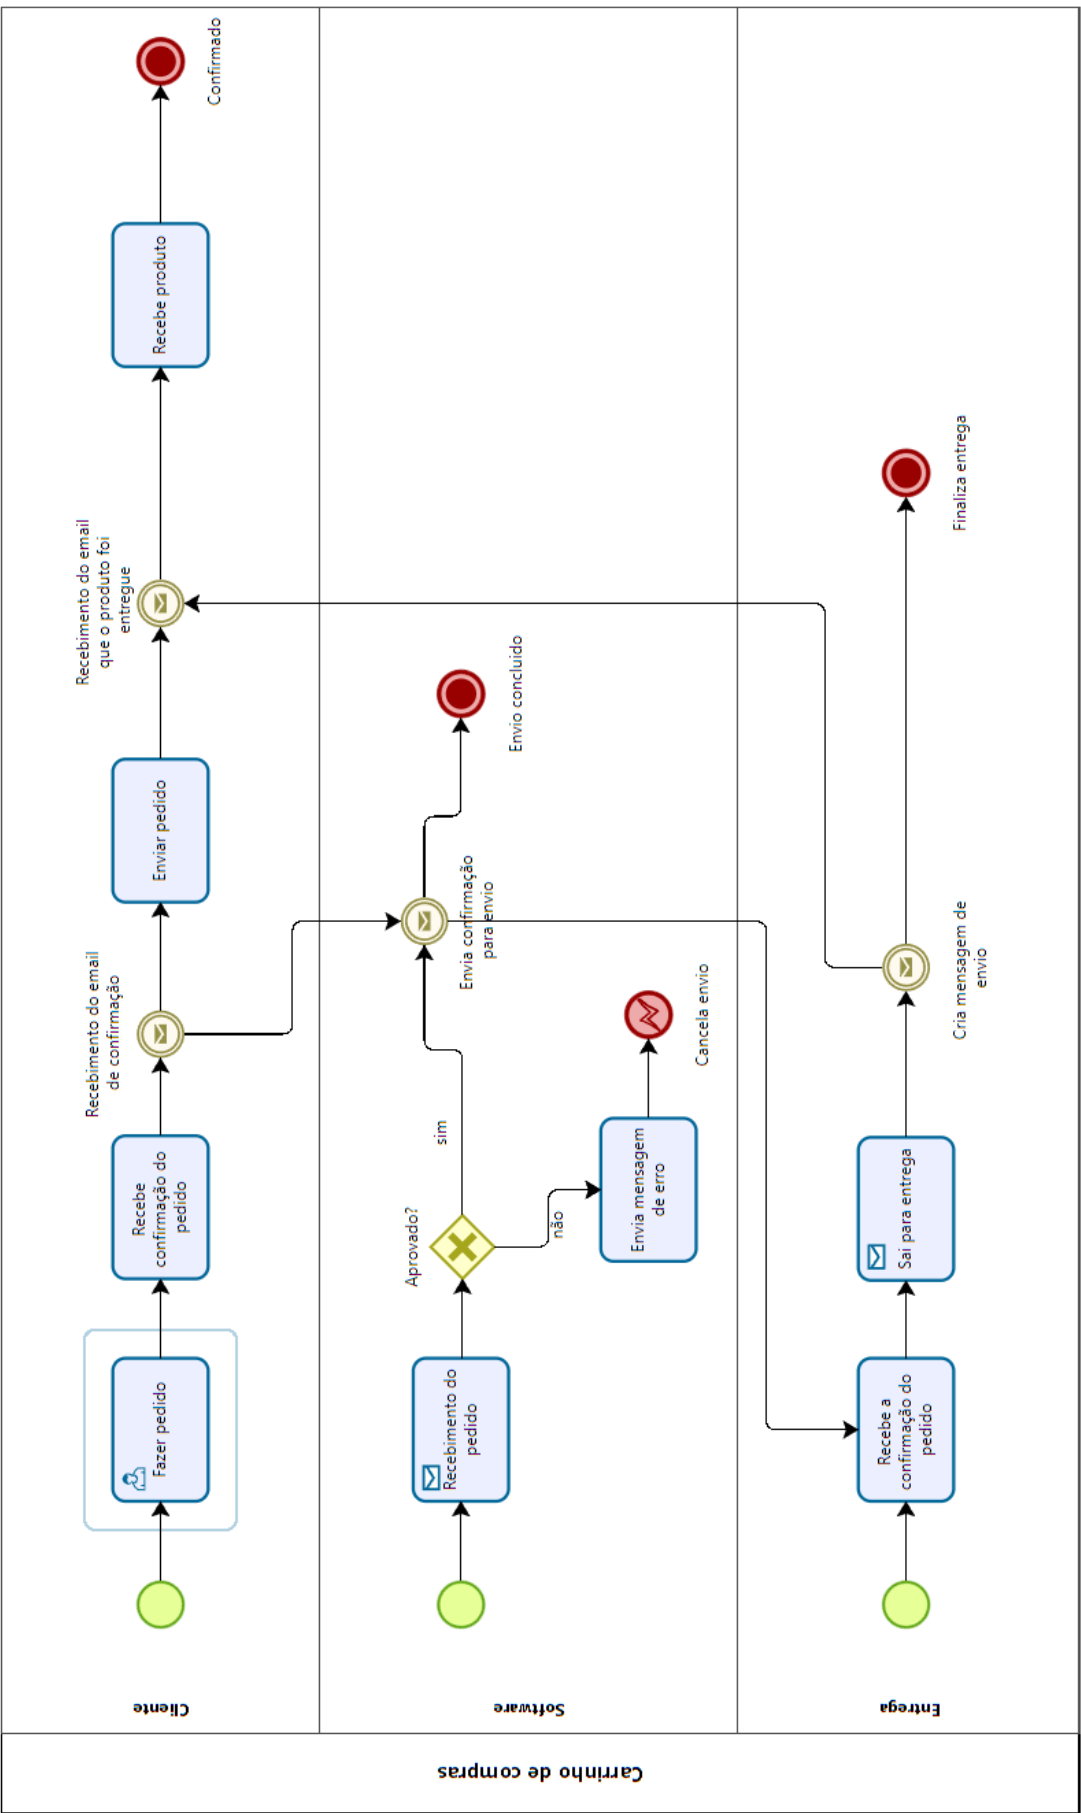 Carrinho de compras
Cliente
Fazer pedido
Recebe
confirmação do
pedido
Recebimento do email
de confirmação
Enviar pedido
Recebimento do email
que o produto foi
entregue
Recebe produto
Confirmado
Software
Recebimento do
pedido
Aprovado?
sim
não
Envia mensagem
de erro
Cancela envio
Envia confirmação
para envio
Envio concluido
Entrega
Recebe a
confirmação do
pedido
Sai para entrega
Cria mensagem de
envio
Finaliza entrega